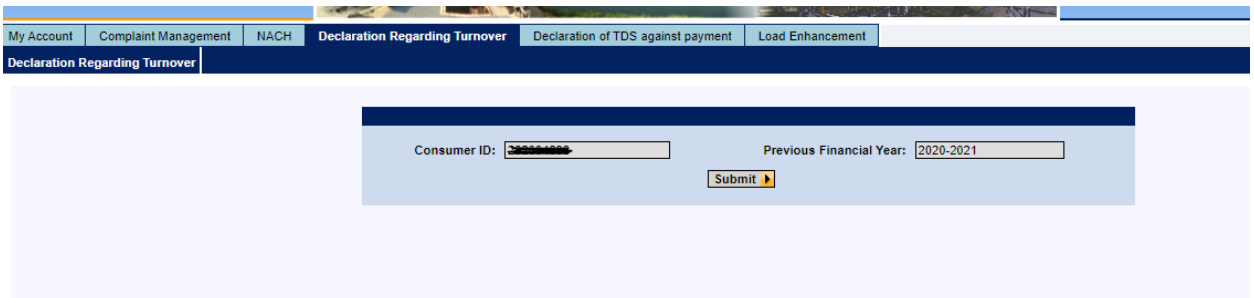 My Account Complaint Management NACH Declaration Regarding Turnover Declaration of TDS against payment Load Enhancement
Declaration Regarding Turnover
Consumer ID: Previous Financial Year: 2020-2021
Submit